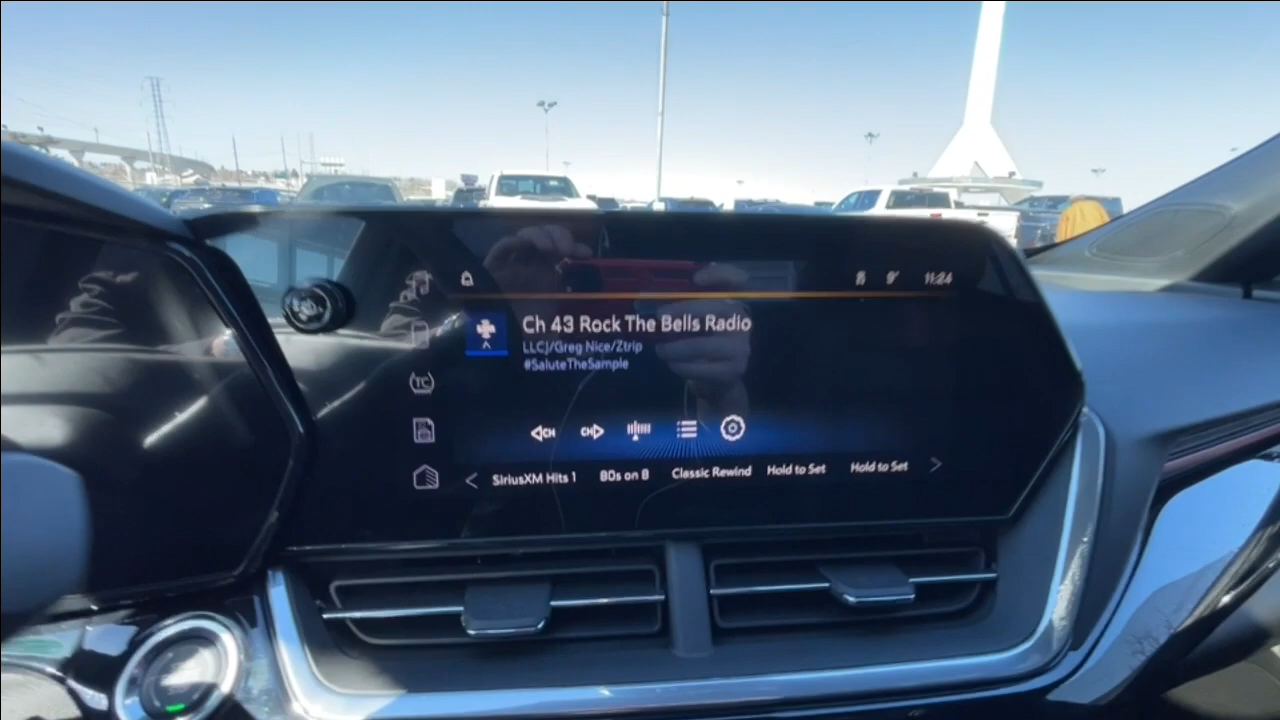 11:24
Ch 43 Rock The Bells Radio
LLCJ/Greg Nice/Ztrip
#SaluteTheSample
TC
CH CH
SiriusXM Hits 1 80s on 8 Classic Rewind Hold to Set Hold to Set